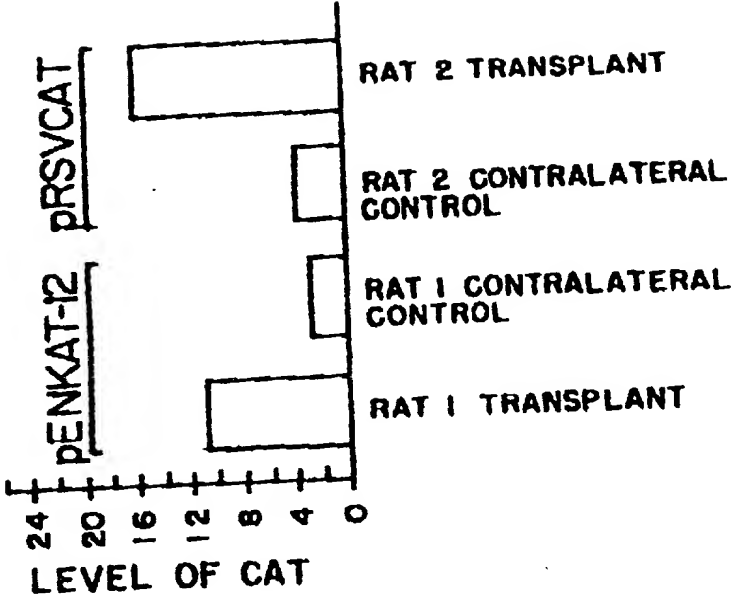 pRSVCAT
RAT 2 TRANSPLANT
RAT 2 CONTRALATERAL
CONTROL
pENKAT-12
RAT 1 CONTRALATERAL
CONTROL
RAT 1 TRANSPLANT
24 20 16 12 8 4 0
LEVEL OF CAT